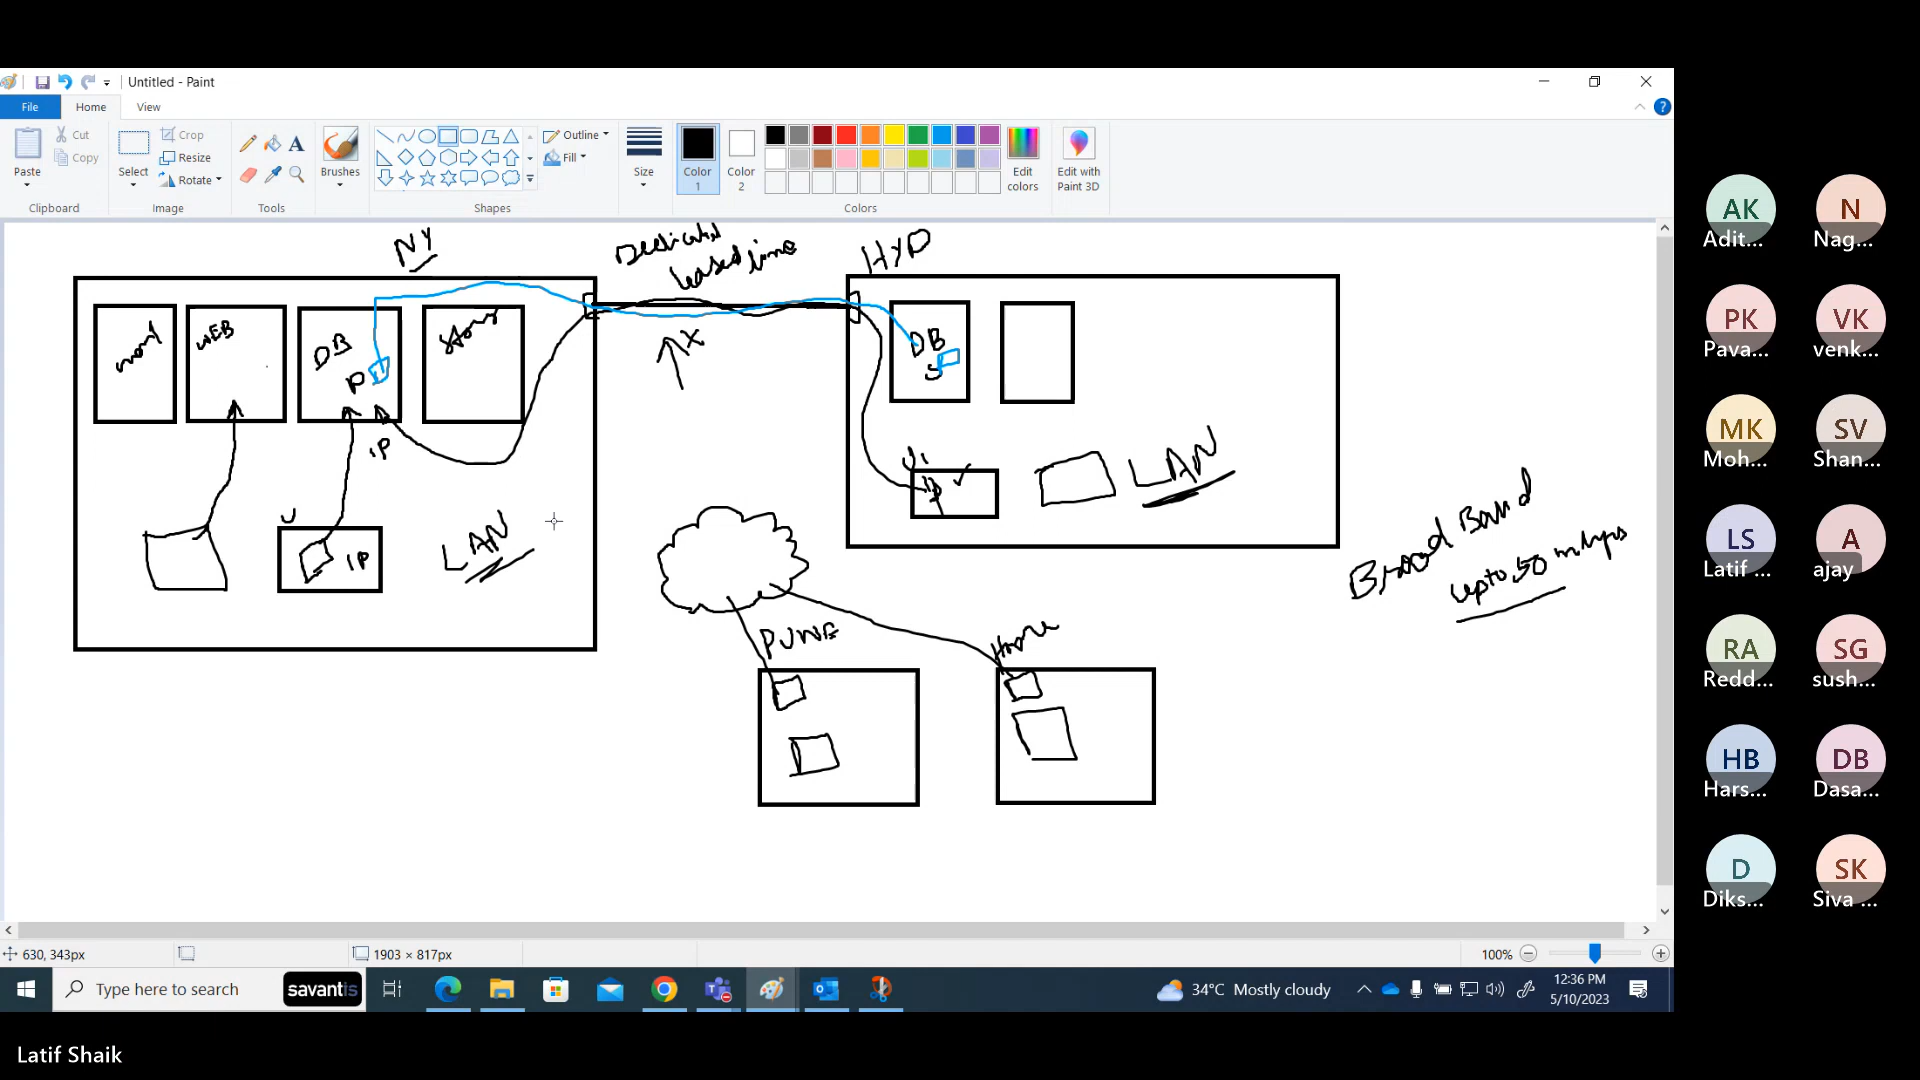 Untitled - Paint
File
Home
View
Paste
Cut
Copy
Clipboard
Select
Crop
Resize
Rotate
Image
Tools
Brushes
Shapes
Outline
Fill
Size
Color
1
Color
2
Edit
colors
Edit with
Paint 3D
Colors
NY
Dedicated
leased line
HYD
WEB
DB
P
IP
DB
S
X
U
IP
LAN
U1
IP
LAN
PUNE
Home
Broad Band
upto 50 mbps
630, 343px
1903 × 817px
100%
Type here to search
savantis
34°C Mostly cloudy
12:36 PM
5/10/2023
AK
Adit...
N
Nag...
PK
Pava...
VK
venk...
MK
Moh...
SV
Shan...
LS
Latif ...
A
ajay
RA
Redd...
SG
sush...
HB
Hars...
DB
Dasa...
D
Diks...
SK
Siva ...
Latif Shaik